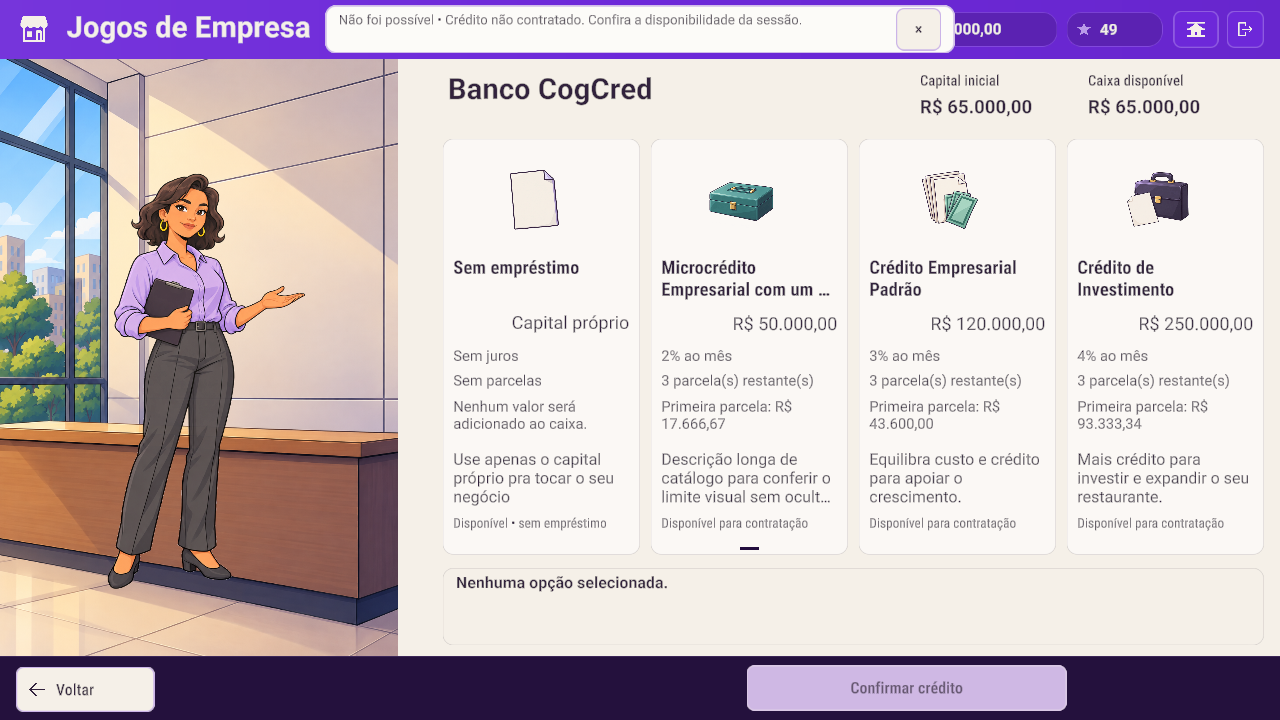 Jogos de Empresa
Não foi possível • Crédito não contratado. Confira a disponibilidade da sessão.
×
000,00
49
Banco CogCred
Capital inicial
R$ 65.000,00
Caixa disponível
R$ 65.000,00
Sem empréstimo
Capital próprio
Sem juros
Sem parcelas
Nenhum valor será
adicionado ao caixa.
Use apenas o capital
próprio pra tocar o seu
negócio
Disponível • sem empréstimo
Microcrédito
Empresarial com um ...
R$ 50.000,00
2% ao mês
3 parcela(s) restante(s)
Primeira parcela: R$
17.666,67
Descrição longa de
catálogo para conferir o
limite visual sem ocult...
Disponível para contratação
Crédito Empresarial
Padrão
R$ 120.000,00
3% ao mês
3 parcela(s) restante(s)
Primeira parcela: R$
43.600,00
Equilibra custo e crédito
para apoiar o
crescimento.
Disponível para contratação
Crédito de
Investimento
R$ 250.000,00
4% ao mês
3 parcela(s) restante(s)
Primeira parcela: R$
93.333,34
Mais crédito para
investir e expandir o seu
restaurante.
Disponível para contratação
Nenhuma opção selecionada.
Voltar
Confirmar crédito